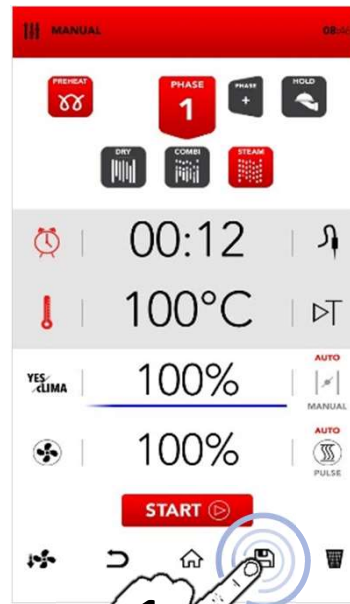 MANUAL
PREHEAT
PHASE
1
PHASE
+
HOLD
DRY
COMBI
STEAM
00:12
100°C
▷T
YES/
CLIMA
100%
AUTO
MANUAL
100%
AUTO
PULSE
START